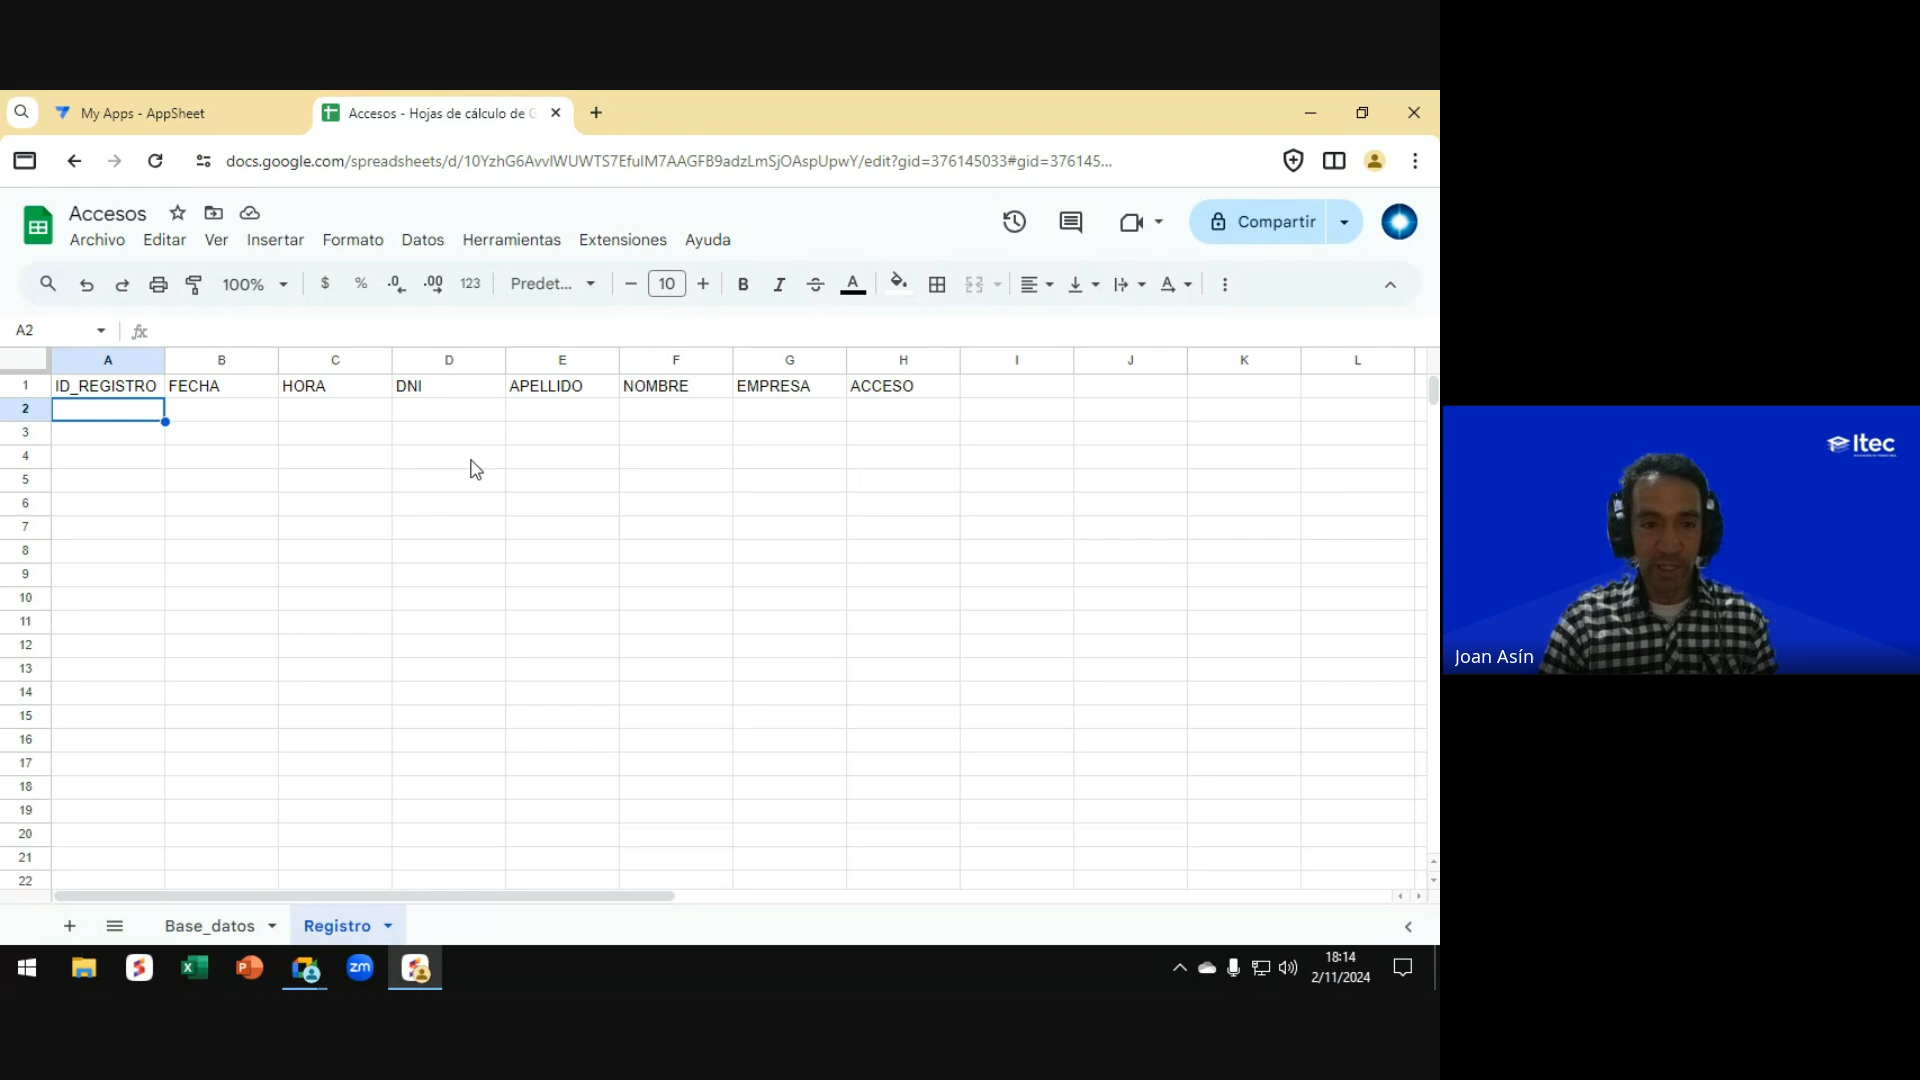 My Apps - AppSheet
Accesos - Hojas de cálculo de G
docs.google.com/spreadsheets/d/10YzhG6AvvIWUWTS7EfuIM7AAGFB9adzLmSjOAspUpwY/edit?gid=376145033#gid=376145...
Accesos
Archivo Editar Ver Insertar Formato Datos Herramientas Extensiones Ayuda
Compartir
100% $ % .0 .00 123 Predet... 10 B I S A
A2 fx
A B C D E F G H I J K L
1 ID_REGISTRO FECHA HORA DNI APELLIDO NOMBRE EMPRESA ACCESO
2
3
4
5
6
7
8
9
10
11
12
13
14
15
16
17
18
19
20
21
22
Base_datos Registro
zm
18:14
2/11/2024
Itec
Joan Asín